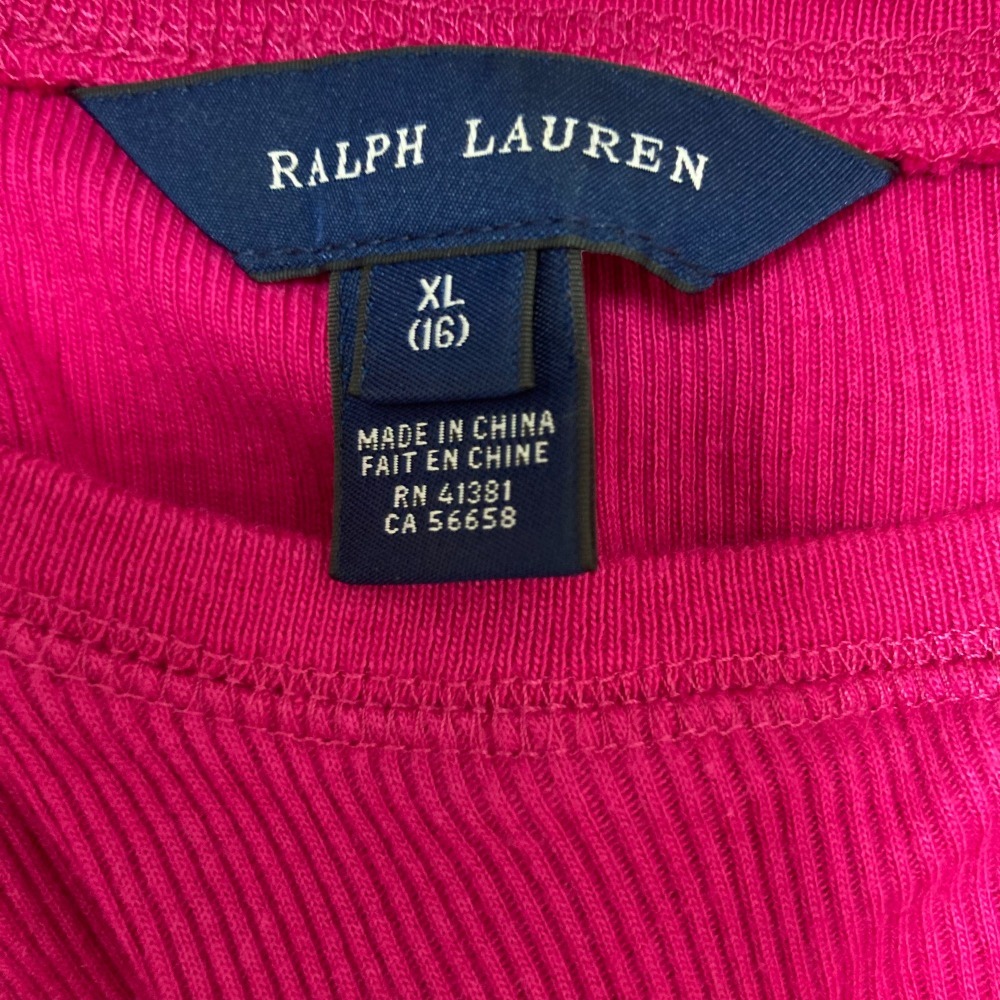 RALPH LAUREN
XL
(16)
MADE IN CHINA
FAIT EN CHINE
RN 41381
CA 56658